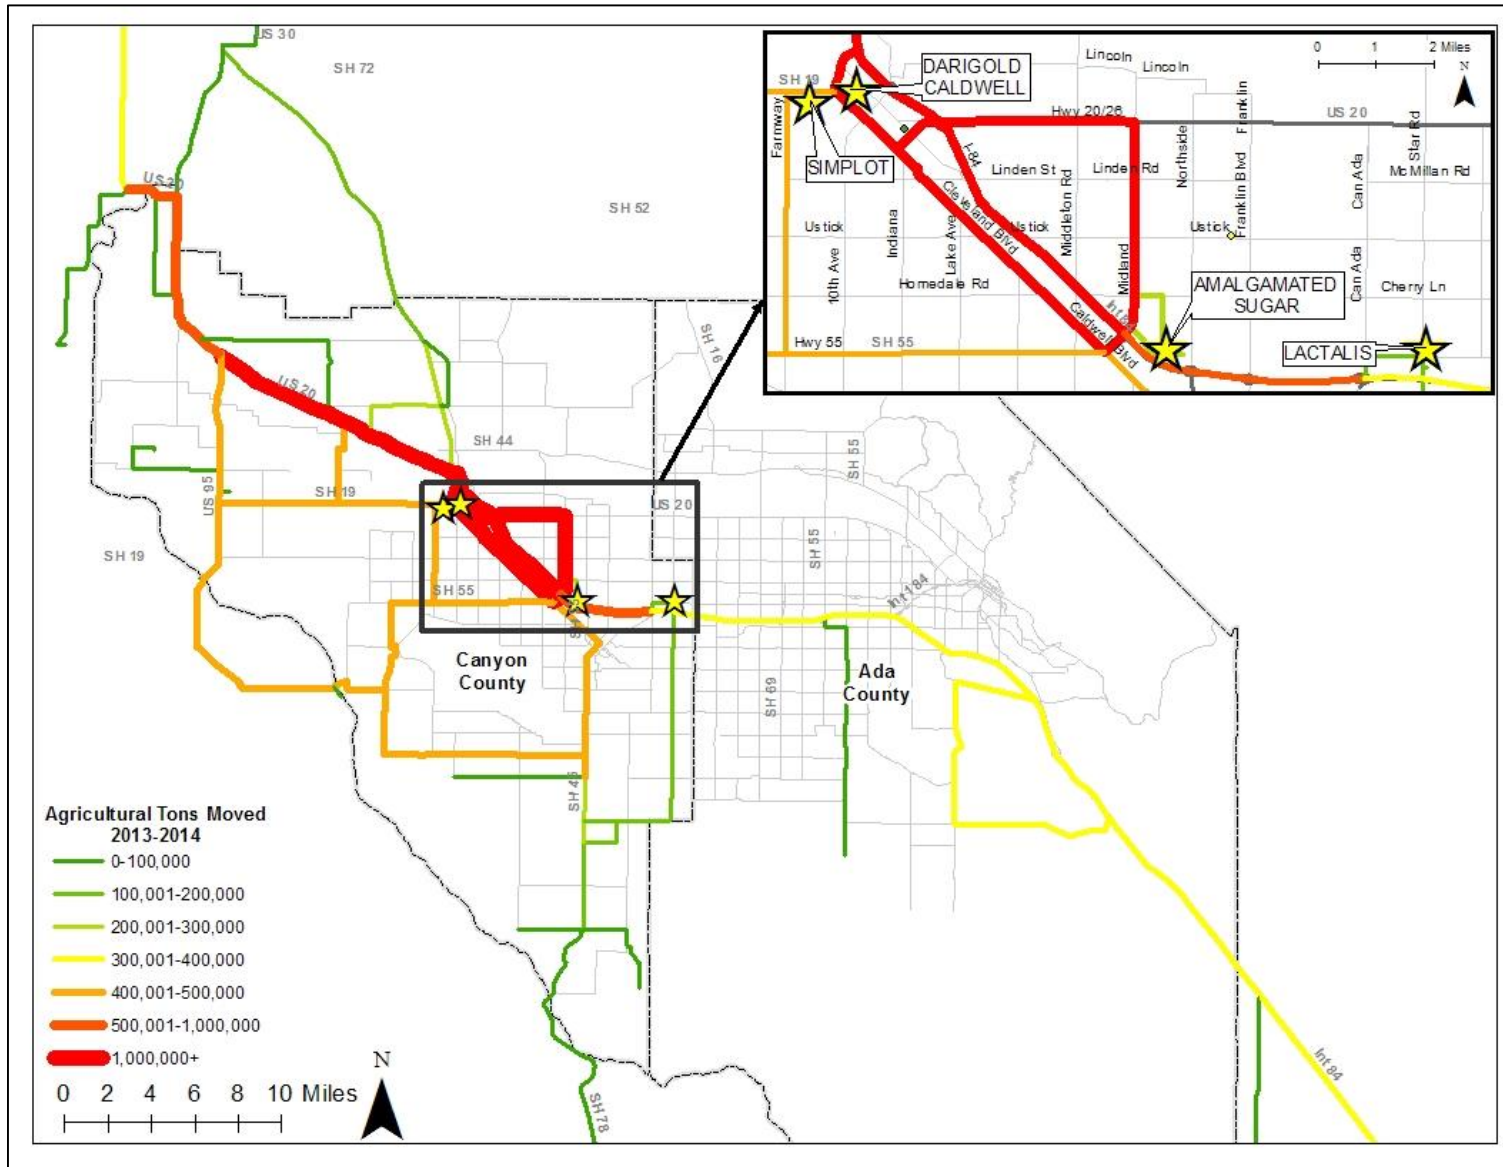 US 30
SH 72
US 20
SH 52
SH 16
US 20
SH 44
SH 55
US 95
SH 19
US 20
SH 19
SH 55
SH 55
Int 84
Canyon
County
Ada
County
SH 69
SH 45
SH 78
Int 84
0 1 2 Miles
N
Lincoln
Lincoln
SH 19
DARIGOLD
CALDWELL
Farmway
SIMPLOT
Hwy 20/26
US 20
I-84
Linden St
Linden Rd
Middleton Rd
Northside
Franklin
Franklin Blvd
Star Rd
McMillan Rd
Can Ada
Ustick
Indiana
Lake Ave
Cleveland Blvd
Ustick
Ustick
10th Ave
Homedale Rd
Midland
Can Ada
Cherry Ln
AMALGAMATED
SUGAR
Int 84
Caldwell Blvd
Hwy 55
SH 55
LACTALIS
Agricultural Tons Moved
2013-2014
0-100,000
100,001-200,000
200,001-300,000
300,001-400,000
400,001-500,000
500,001-1,000,000
1,000,000+
0 2 4 6 8 10 Miles
N